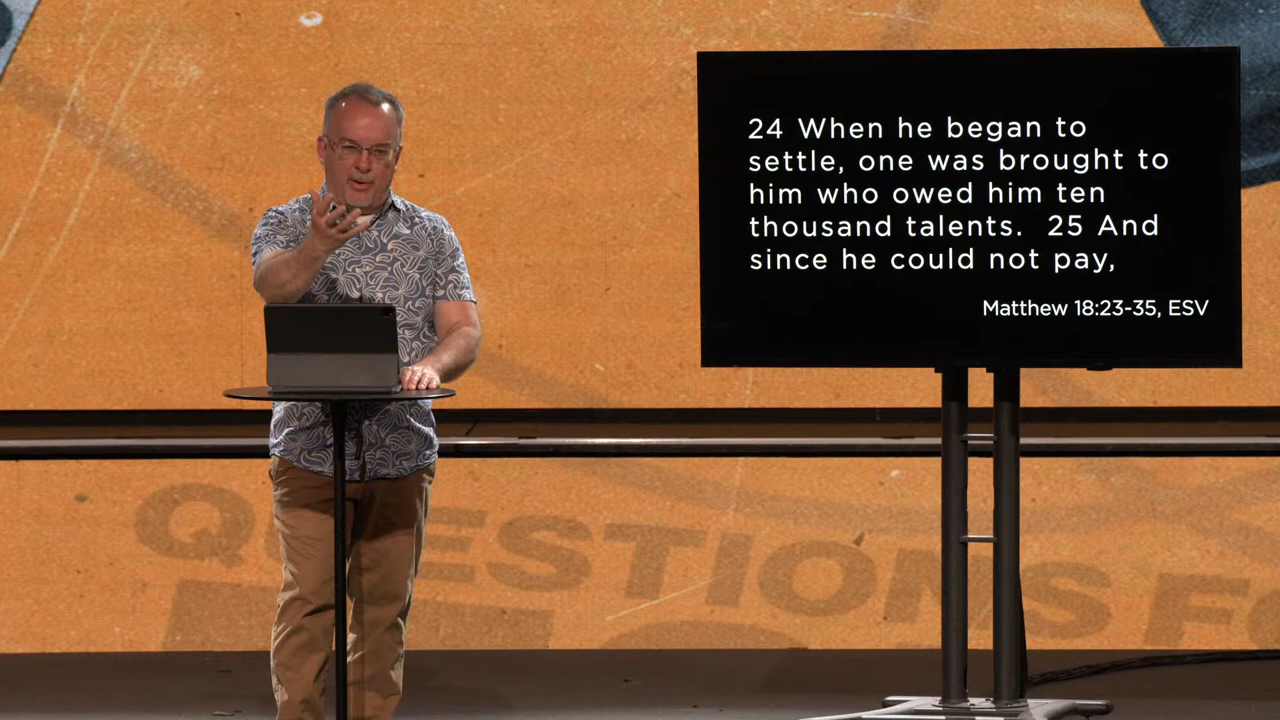 24 When he began to
settle, one was brought to
him who owed him ten
thousand talents.  25 And
since he could not pay,
Matthew 18:23-35, ESV
QUESTIONS